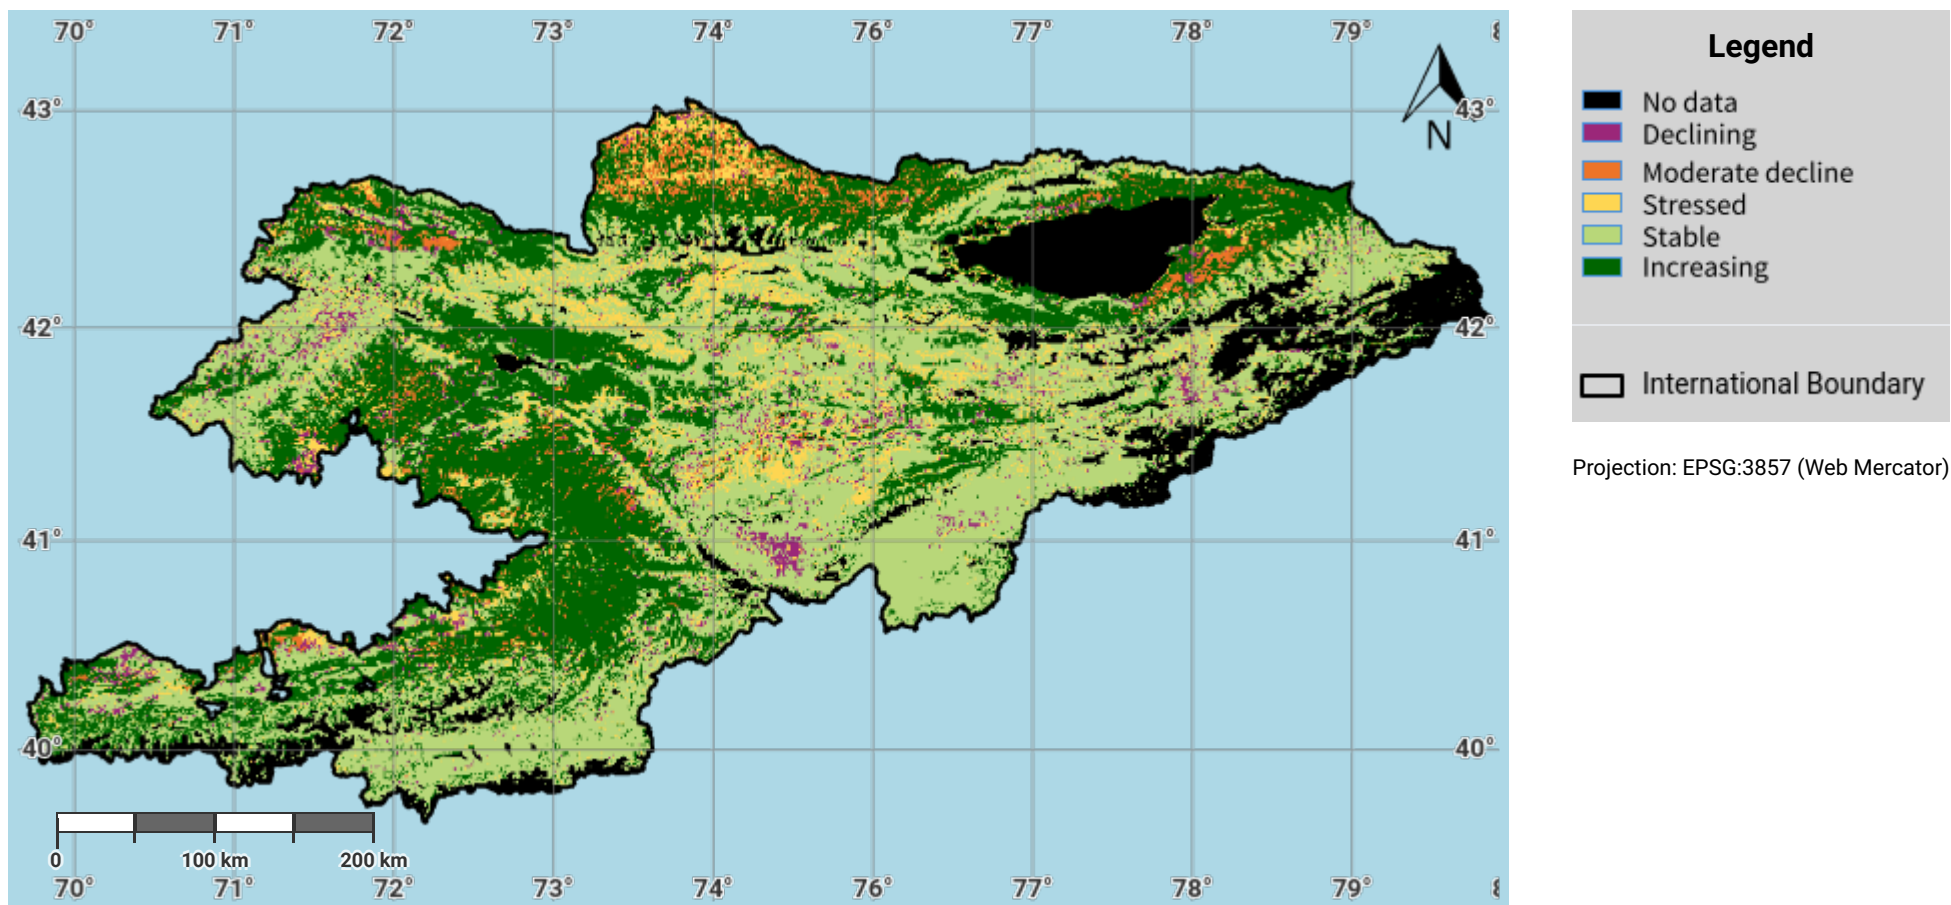 70° 71° 72° 73° 74° 76° 77° 78° 79° 8
43° 43°
N
42° 42°
41° 41°
40° 40°
0 100 km 200 km
70° 71° 72° 73° 74° 76° 77° 78° 79° 8
Legend
No data
Declining
Moderate decline
Stressed
Stable
Increasing
International Boundary
Projection: EPSG:3857 (Web Mercator)